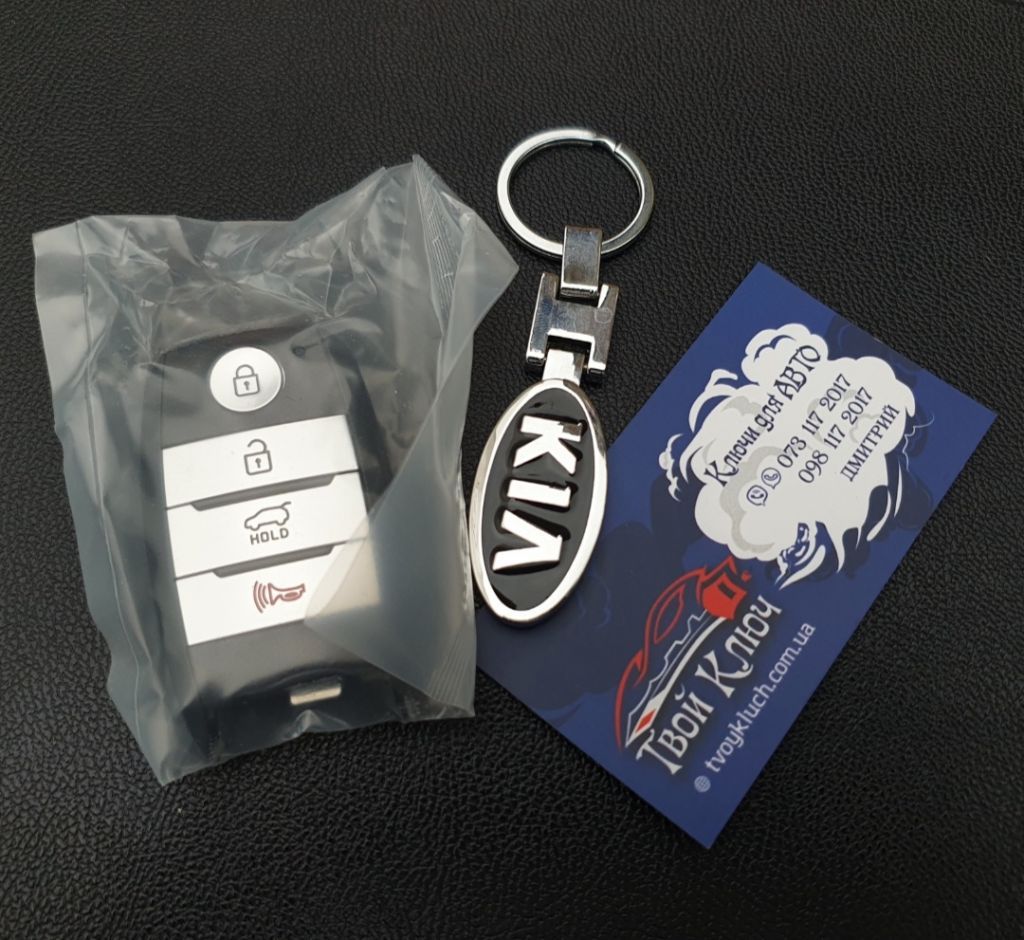 HOLD
KIA
Ключи для АВТО
073 117 2017
098 117 2017
ДМИТРИЙ
Твой Ключ
tvoykluch.com.ua